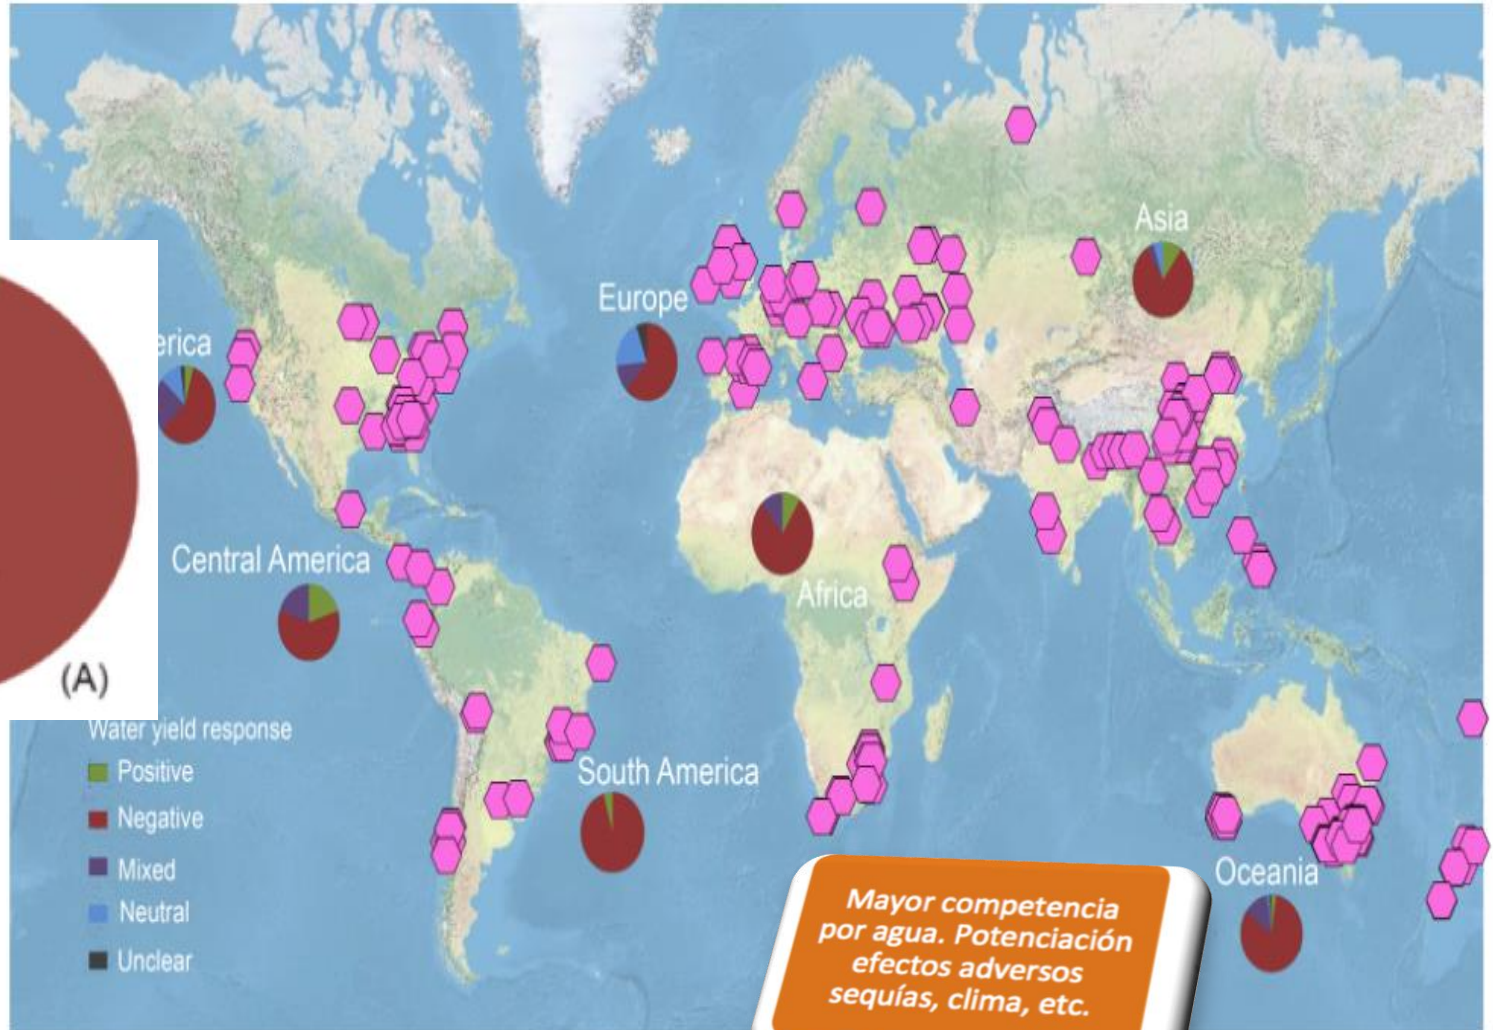 Asia
Europe
erica
Central America
Africa
(A)
Water yield response
Positive
Negative
Mixed
Neutral
Unclear
South America
Oceania
Mayor competencia
por agua. Potenciación
efectos adversos
sequías, clima, etc.